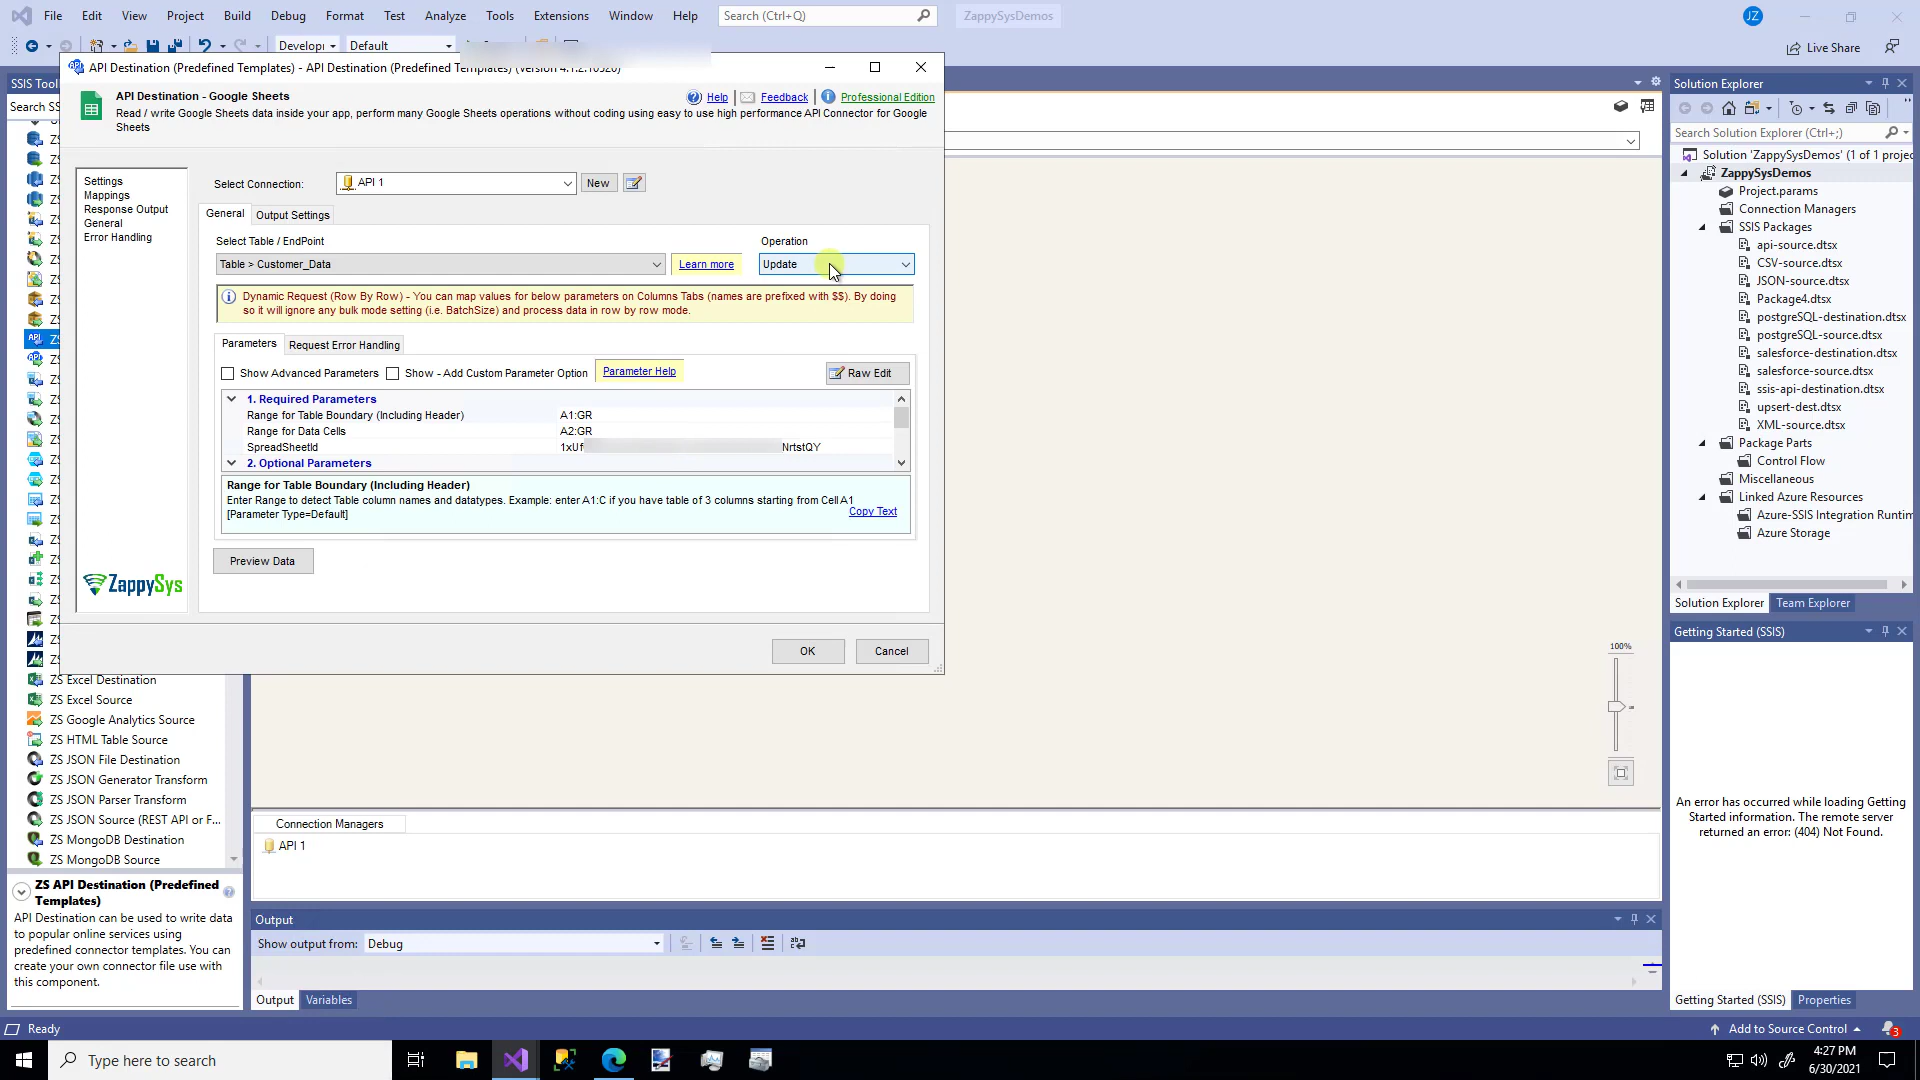 File Edit View Project Build Debug Format Test Analyze Tools Extensions Window Help Search (Ctrl+Q) ZappySysDemos JZ
Develop Default Live Share
API Destination (Predefined Templates) - API Destination (Predefined Templates)
API Destination - Google Sheets
Help Feedback Professional Edition
Read / write Google Sheets data inside your app, perform many Google Sheets operations without coding using easy to use high performance API Connector for Google
Sheets
Settings
Mappings
Response Output
General
Error Handling
ZappySys
Select Connection: API 1 New
General Output Settings
Select Table / EndPoint Operation
Table > Customer_Data Learn more Update
Dynamic Request (Row By Row) - You can map values for below parameters on Columns Tabs (names are prefixed with $$). By doing
so it will ignore any bulk mode setting (i.e. BatchSize) and process data in row by row mode.
Parameters Request Error Handling
Show Advanced Parameters Show - Add Custom Parameter Option Parameter Help Raw Edit
1. Required Parameters
Range for Table Boundary (Including Header) A1:GR
Range for Data Cells A2:GR
SpreadSheetId 1xUf NrtstQY
2. Optional Parameters
Range for Table Boundary (Including Header)
Enter Range to detect Table column names and datatypes. Example: enter A1:C if you have table of 3 columns starting from Cell A1
[Parameter Type=Default] Copy Text
Preview Data
OK Cancel
SSIS Tool
Search SS
ZS Excel Destination
ZS Excel Source
ZS Google Analytics Source
ZS HTML Table Source
ZS JSON File Destination
ZS JSON Generator Transform
ZS JSON Parser Transform
ZS JSON Source (REST API or F...
ZS MongoDB Destination
ZS MongoDB Source
ZS API Destination (Predefined
Templates)
API Destination can be used to write data
to popular online services using
predefined connector templates. You can
create your own connector file use with
this component.
100%
Connection Managers
API 1
Output
Show output from: Debug
Output Variables
Solution Explorer
Search Solution Explorer (Ctrl+;)
Solution 'ZappySysDemos' (1 of 1 projec
ZappySysDemos
Project.params
Connection Managers
SSIS Packages
api-source.dtsx
CSV-source.dtsx
JSON-source.dtsx
Package4.dtsx
postgreSQL-destination.dtsx
postgreSQL-source.dtsx
salesforce-destination.dtsx
salesforce-source.dtsx
ssis-api-destination.dtsx
upsert-dest.dtsx
XML-source.dtsx
Package Parts
Control Flow
Miscellaneous
Linked Azure Resources
Azure-SSIS Integration Runtim
Azure Storage
Solution Explorer Team Explorer
Getting Started (SSIS)
An error has occurred while loading Getting
Started information. The remote server
returned an error: (404) Not Found.
Getting Started (SSIS) Properties
Ready Add to Source Control 3
Type here to search
4:27 PM
6/30/2021